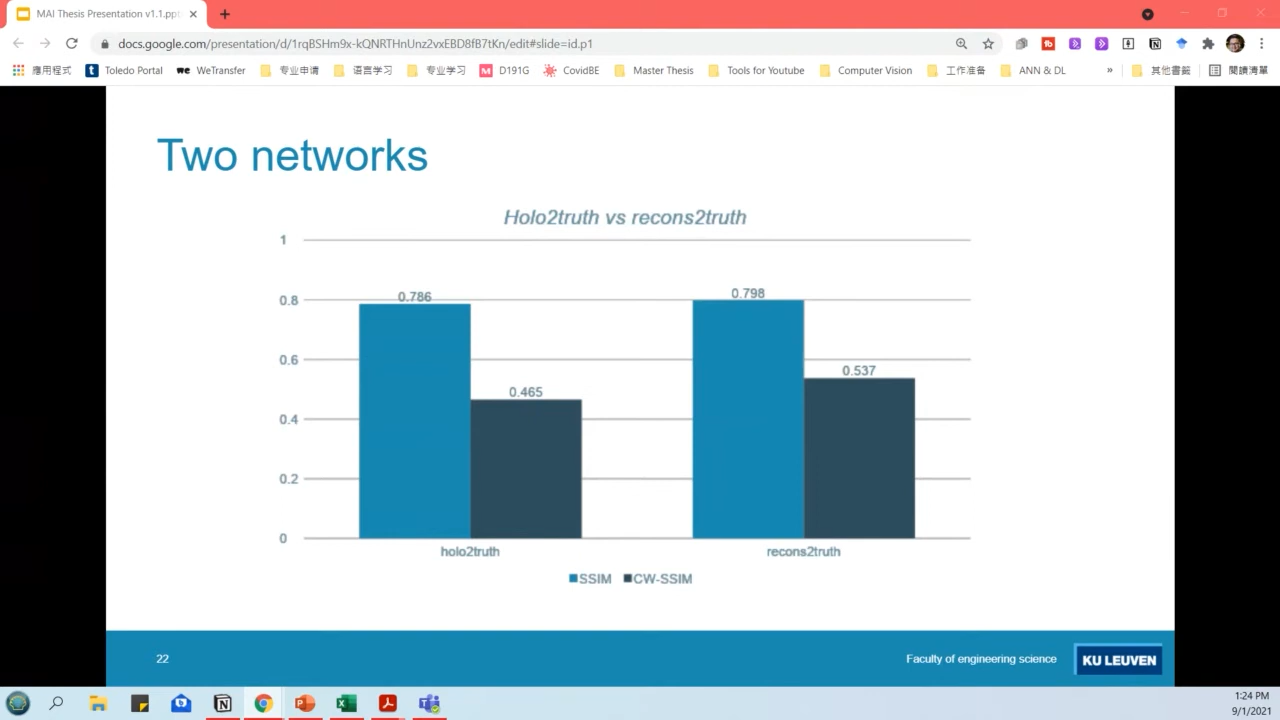 MAI Thesis Presentation v1.1.ppt
docs.google.com/presentation/d/1rqBSHm9x-kQNRTHnUnz2vxEBD8fB7tKn/edit#slide=id.p1
應用程式 Toledo Portal WeTransfer 专业申请 语言学习 专业学习 D191G CovidBE Master Thesis Tools for Youtube Computer Vision 工作准备 ANN & DL » 其他書籤 閱讀清單
Two networks
Holo2truth vs recons2truth
1
0.8
0.6
0.4
0.2
0
0.786
0.465
0.798
0.537
holo2truth recons2truth
SSIM CW-SSIM
22 Faculty of engineering science KU LEUVEN
1:24 PM
9/1/2021